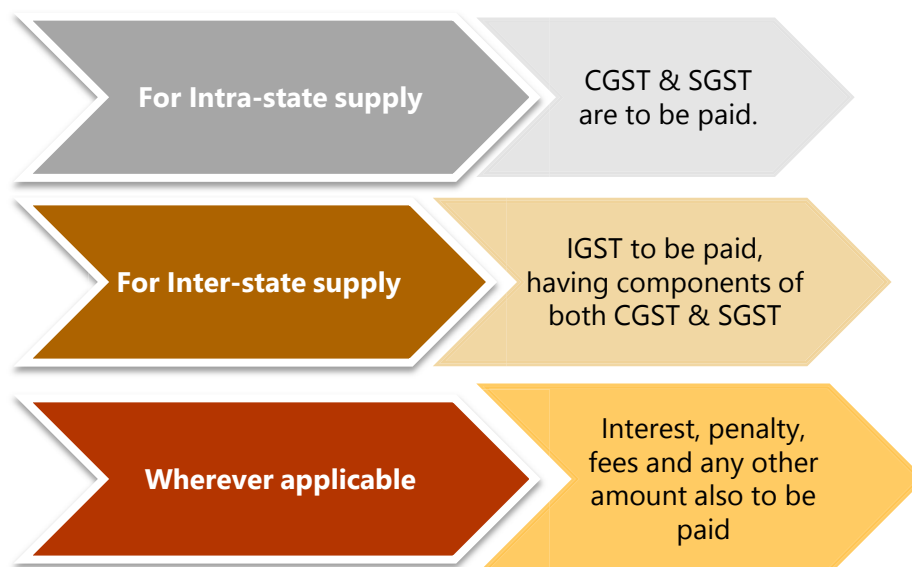 For Intra-state supply
CGST & SGST
are to be paid.
For Inter-state supply
IGST to be paid,
having components of
both CGST & SGST
Wherever applicable
Interest, penalty,
fees and any other
amount also to be
paid